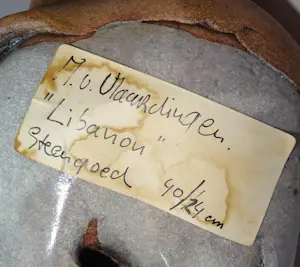 J. v. Vlaardingen.
"Libanon"
Steengoed 40/24 cm